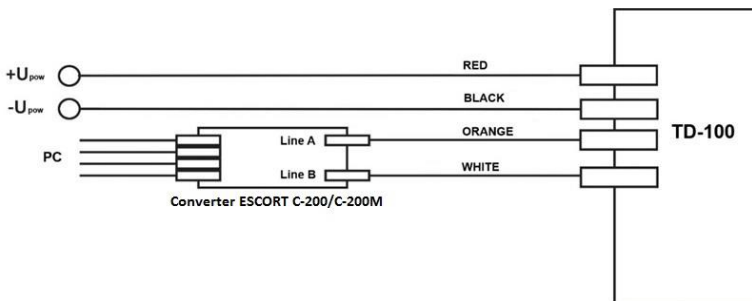 RED
+Upow
BLACK
-Upow
ORANGE
TD-100
Line A
PC
WHITE
Line B
Converter ESCORT C-200/C-200M